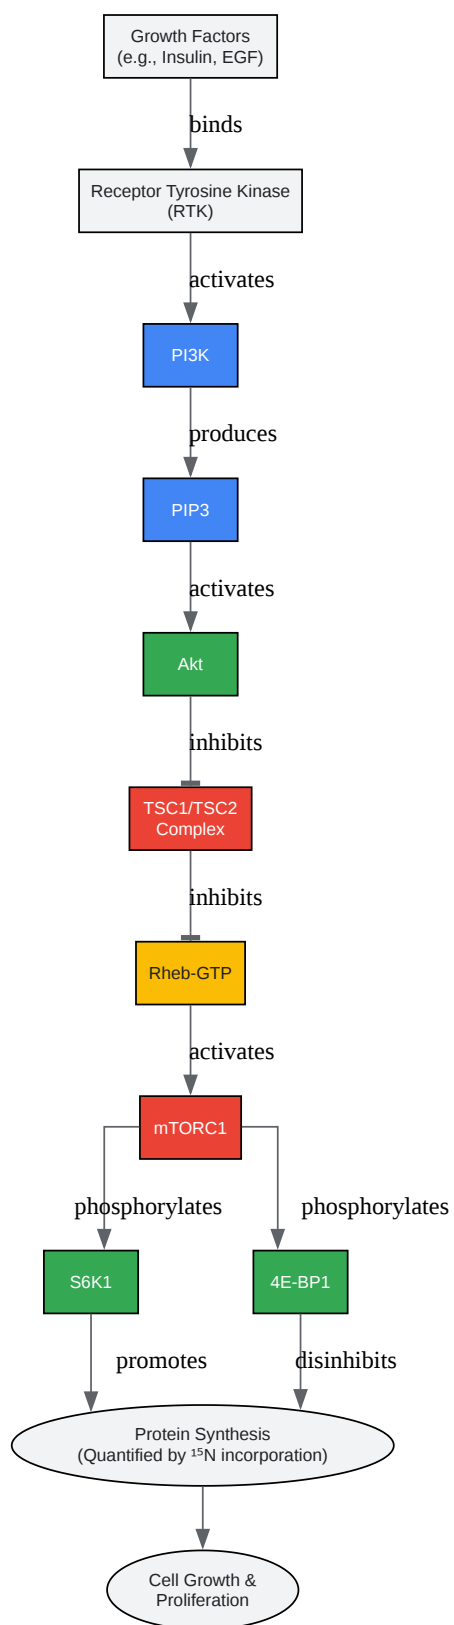 Growth Factors
(e.g., Insulin, EGF)
binds
Receptor Tyrosine Kinase
(RTK)
activates
PI3K
produces
PIP3
activates
Akt
inhibits
TSC1/TSC2
Complex
inhibits
Rheb-GTP
activates
mTORC1
phosphorylates
phosphorylates
S6K1
4E-BP1
promotes
disinhibits
Protein Synthesis
(Quantified by ¹⁵N incorporation)
Cell Growth &
Proliferation